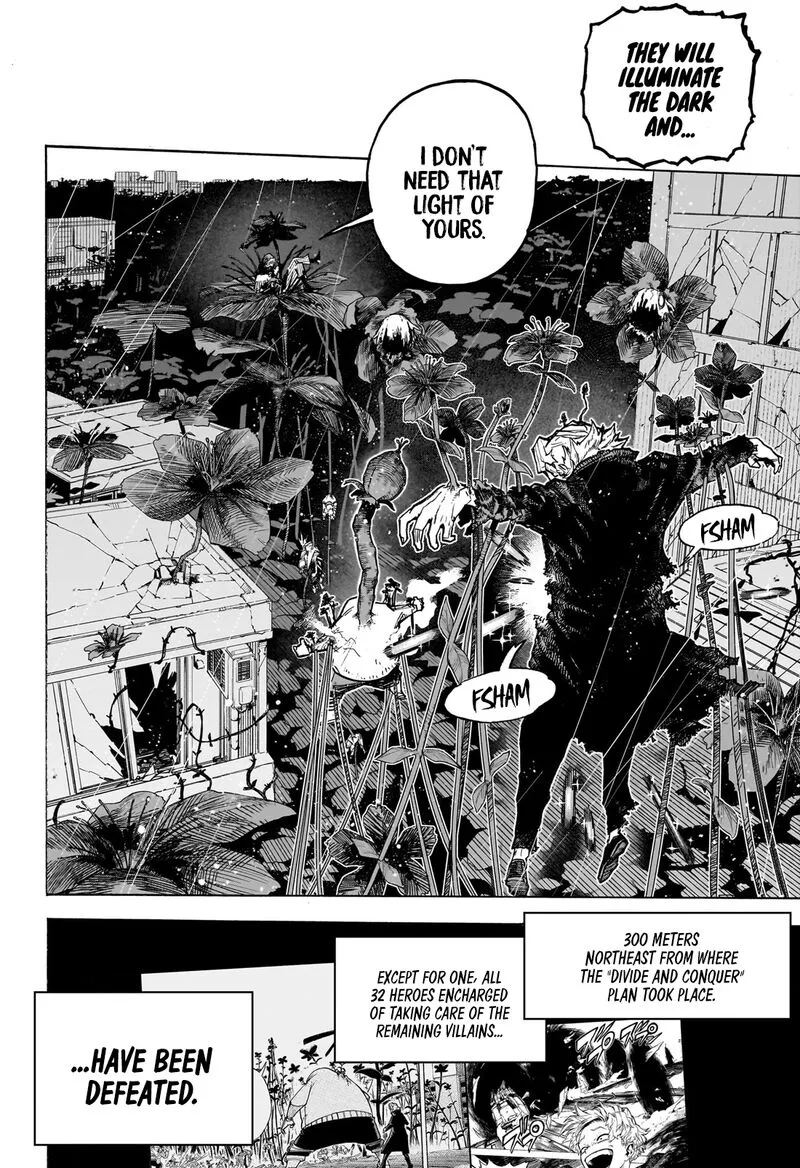 THEY WILL
ILLUMINATE
THE DARK
AND...
I DON'T
NEED THAT
LIGHT OF
YOURS.
FSHAM
FSHAM
300 METERS
NORTHEAST FROM WHERE
THE "DIVIDE AND CONQUER"
PLAN TOOK PLACE.
EXCEPT FOR ONE, ALL
32 HEROES ENCHARGED
OF TAKING CARE OF THE
REMAINING VILLAINS...
...HAVE BEEN
DEFEATED.